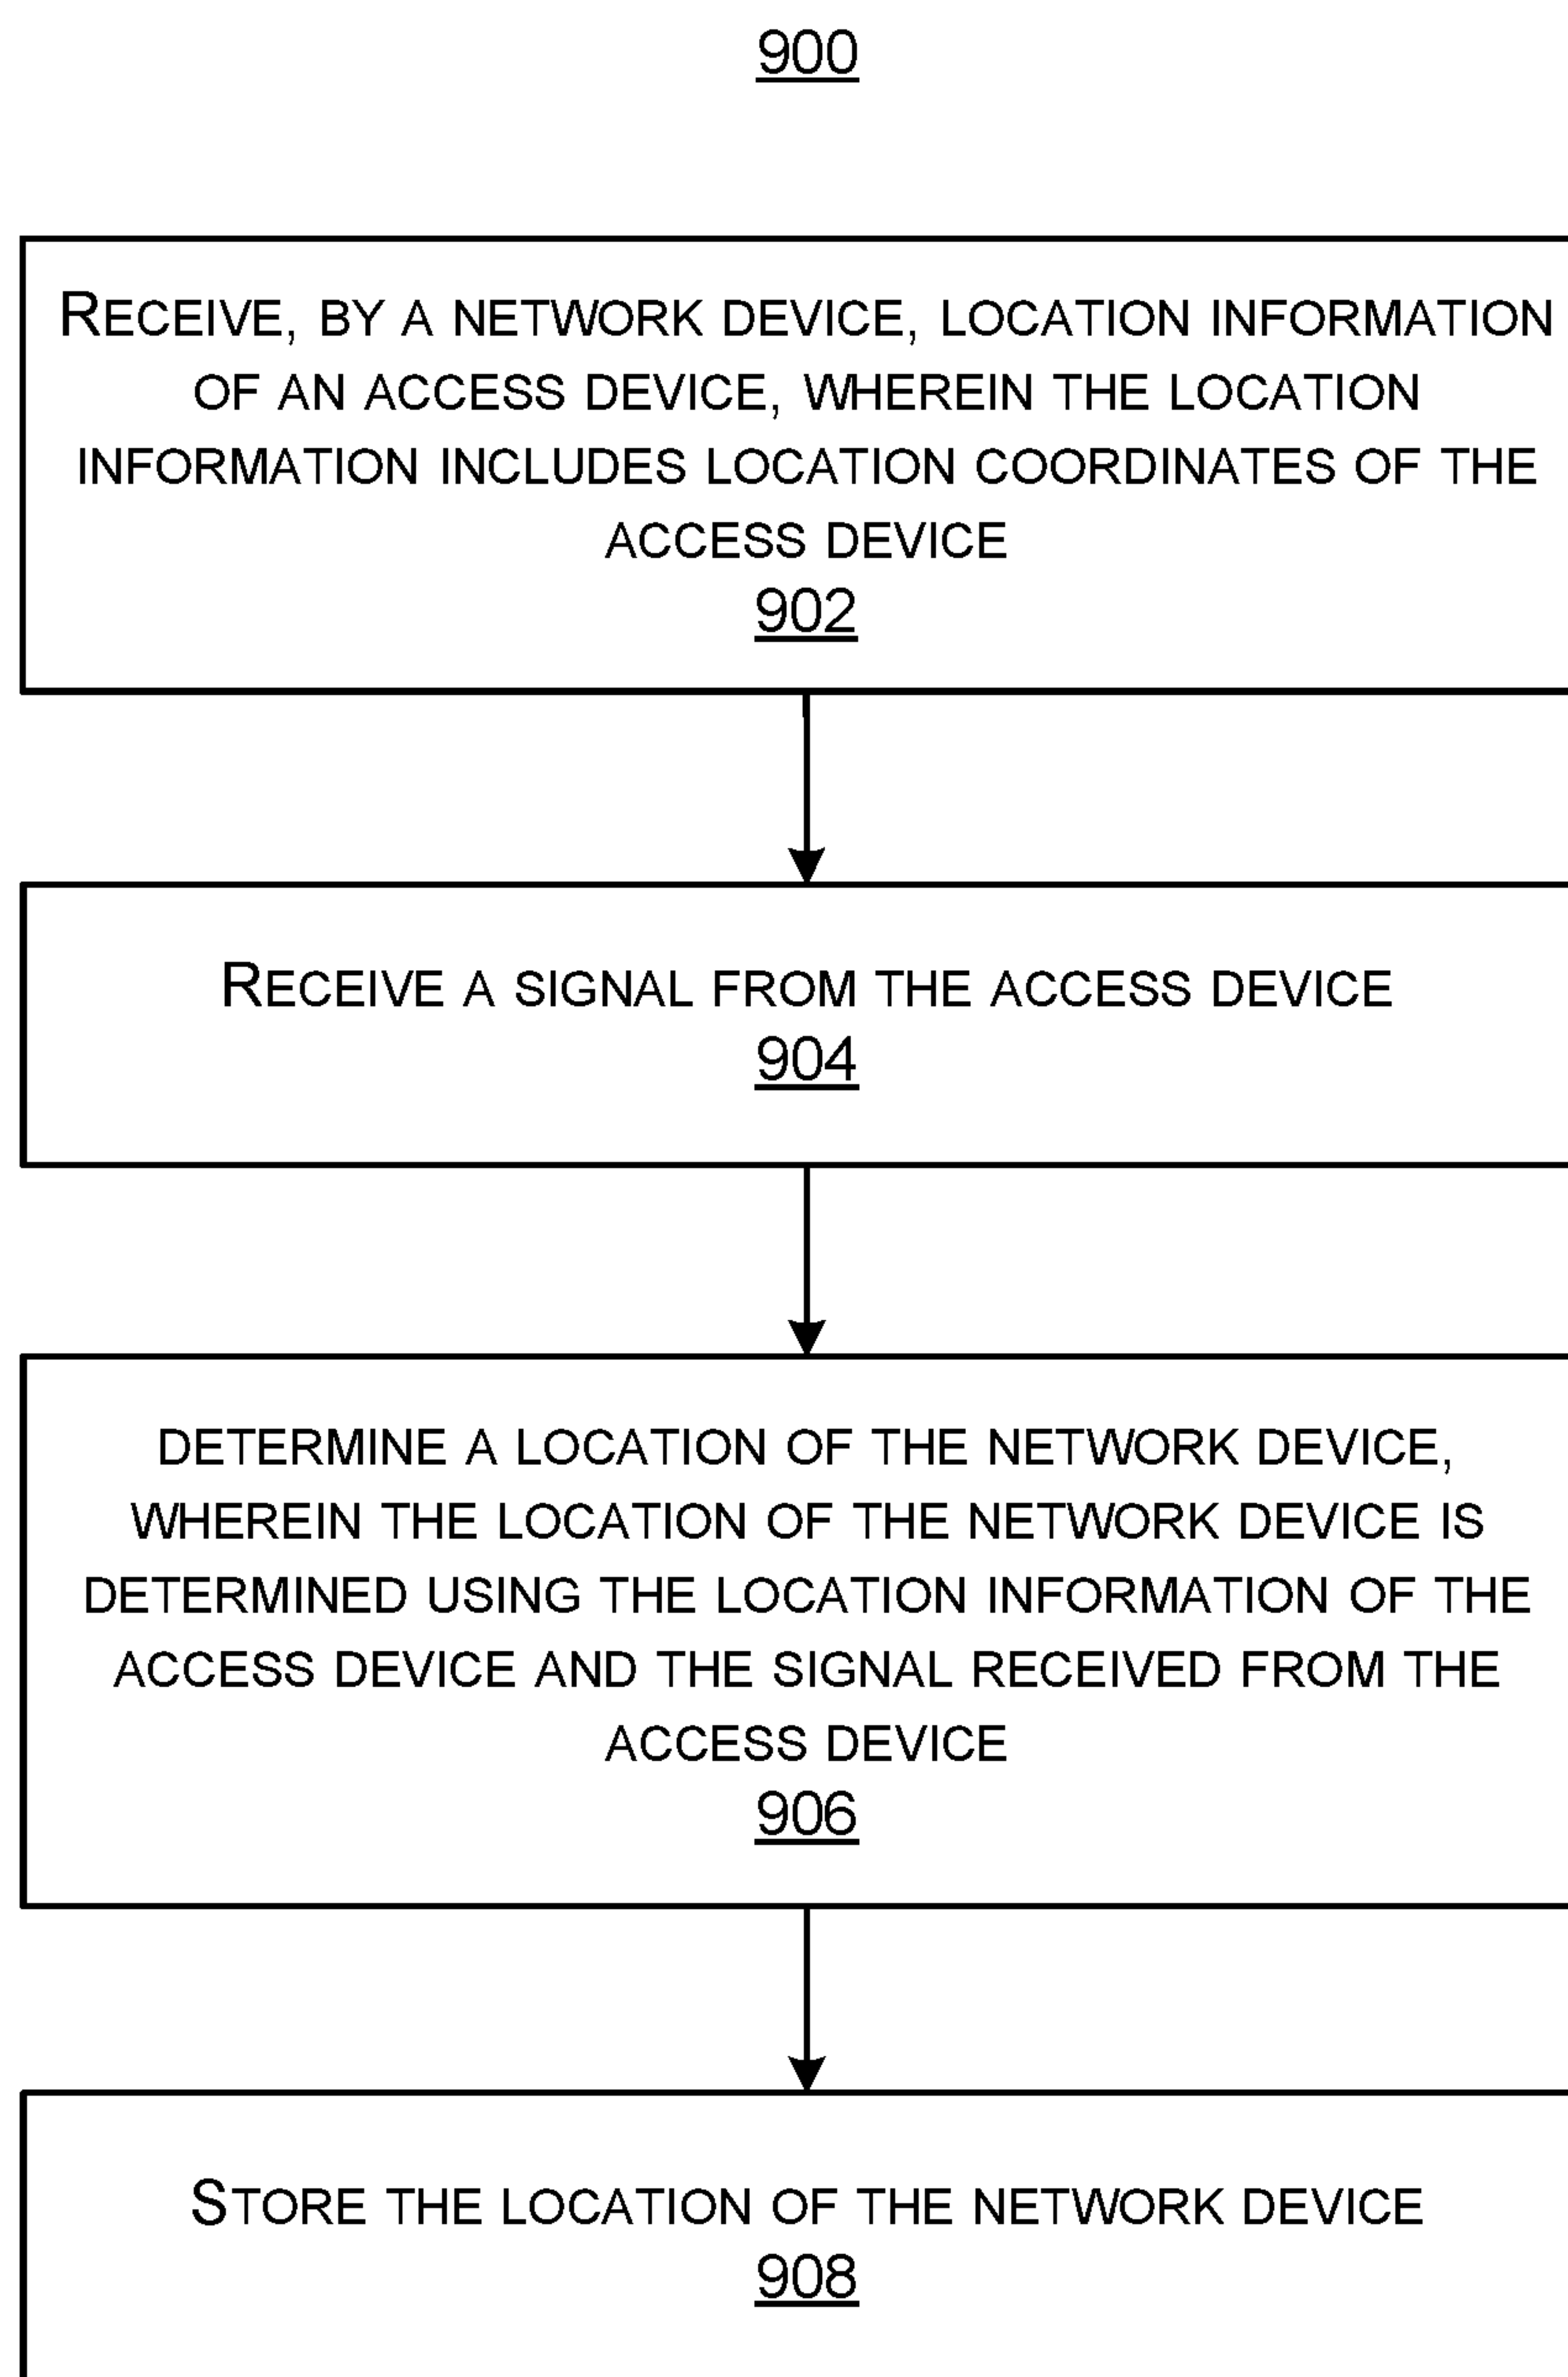 900
RECEIVE, BY A NETWORK DEVICE, LOCATION INFORMATION
OF AN ACCESS DEVICE, WHEREIN THE LOCATION
INFORMATION INCLUDES LOCATION COORDINATES OF THE
ACCESS DEVICE
902
RECEIVE A SIGNAL FROM THE ACCESS DEVICE
904
DETERMINE A LOCATION OF THE NETWORK DEVICE,
WHEREIN THE LOCATION OF THE NETWORK DEVICE IS
DETERMINED USING THE LOCATION INFORMATION OF THE
ACCESS DEVICE AND THE SIGNAL RECEIVED FROM THE
ACCESS DEVICE
906
STORE THE LOCATION OF THE NETWORK DEVICE
908